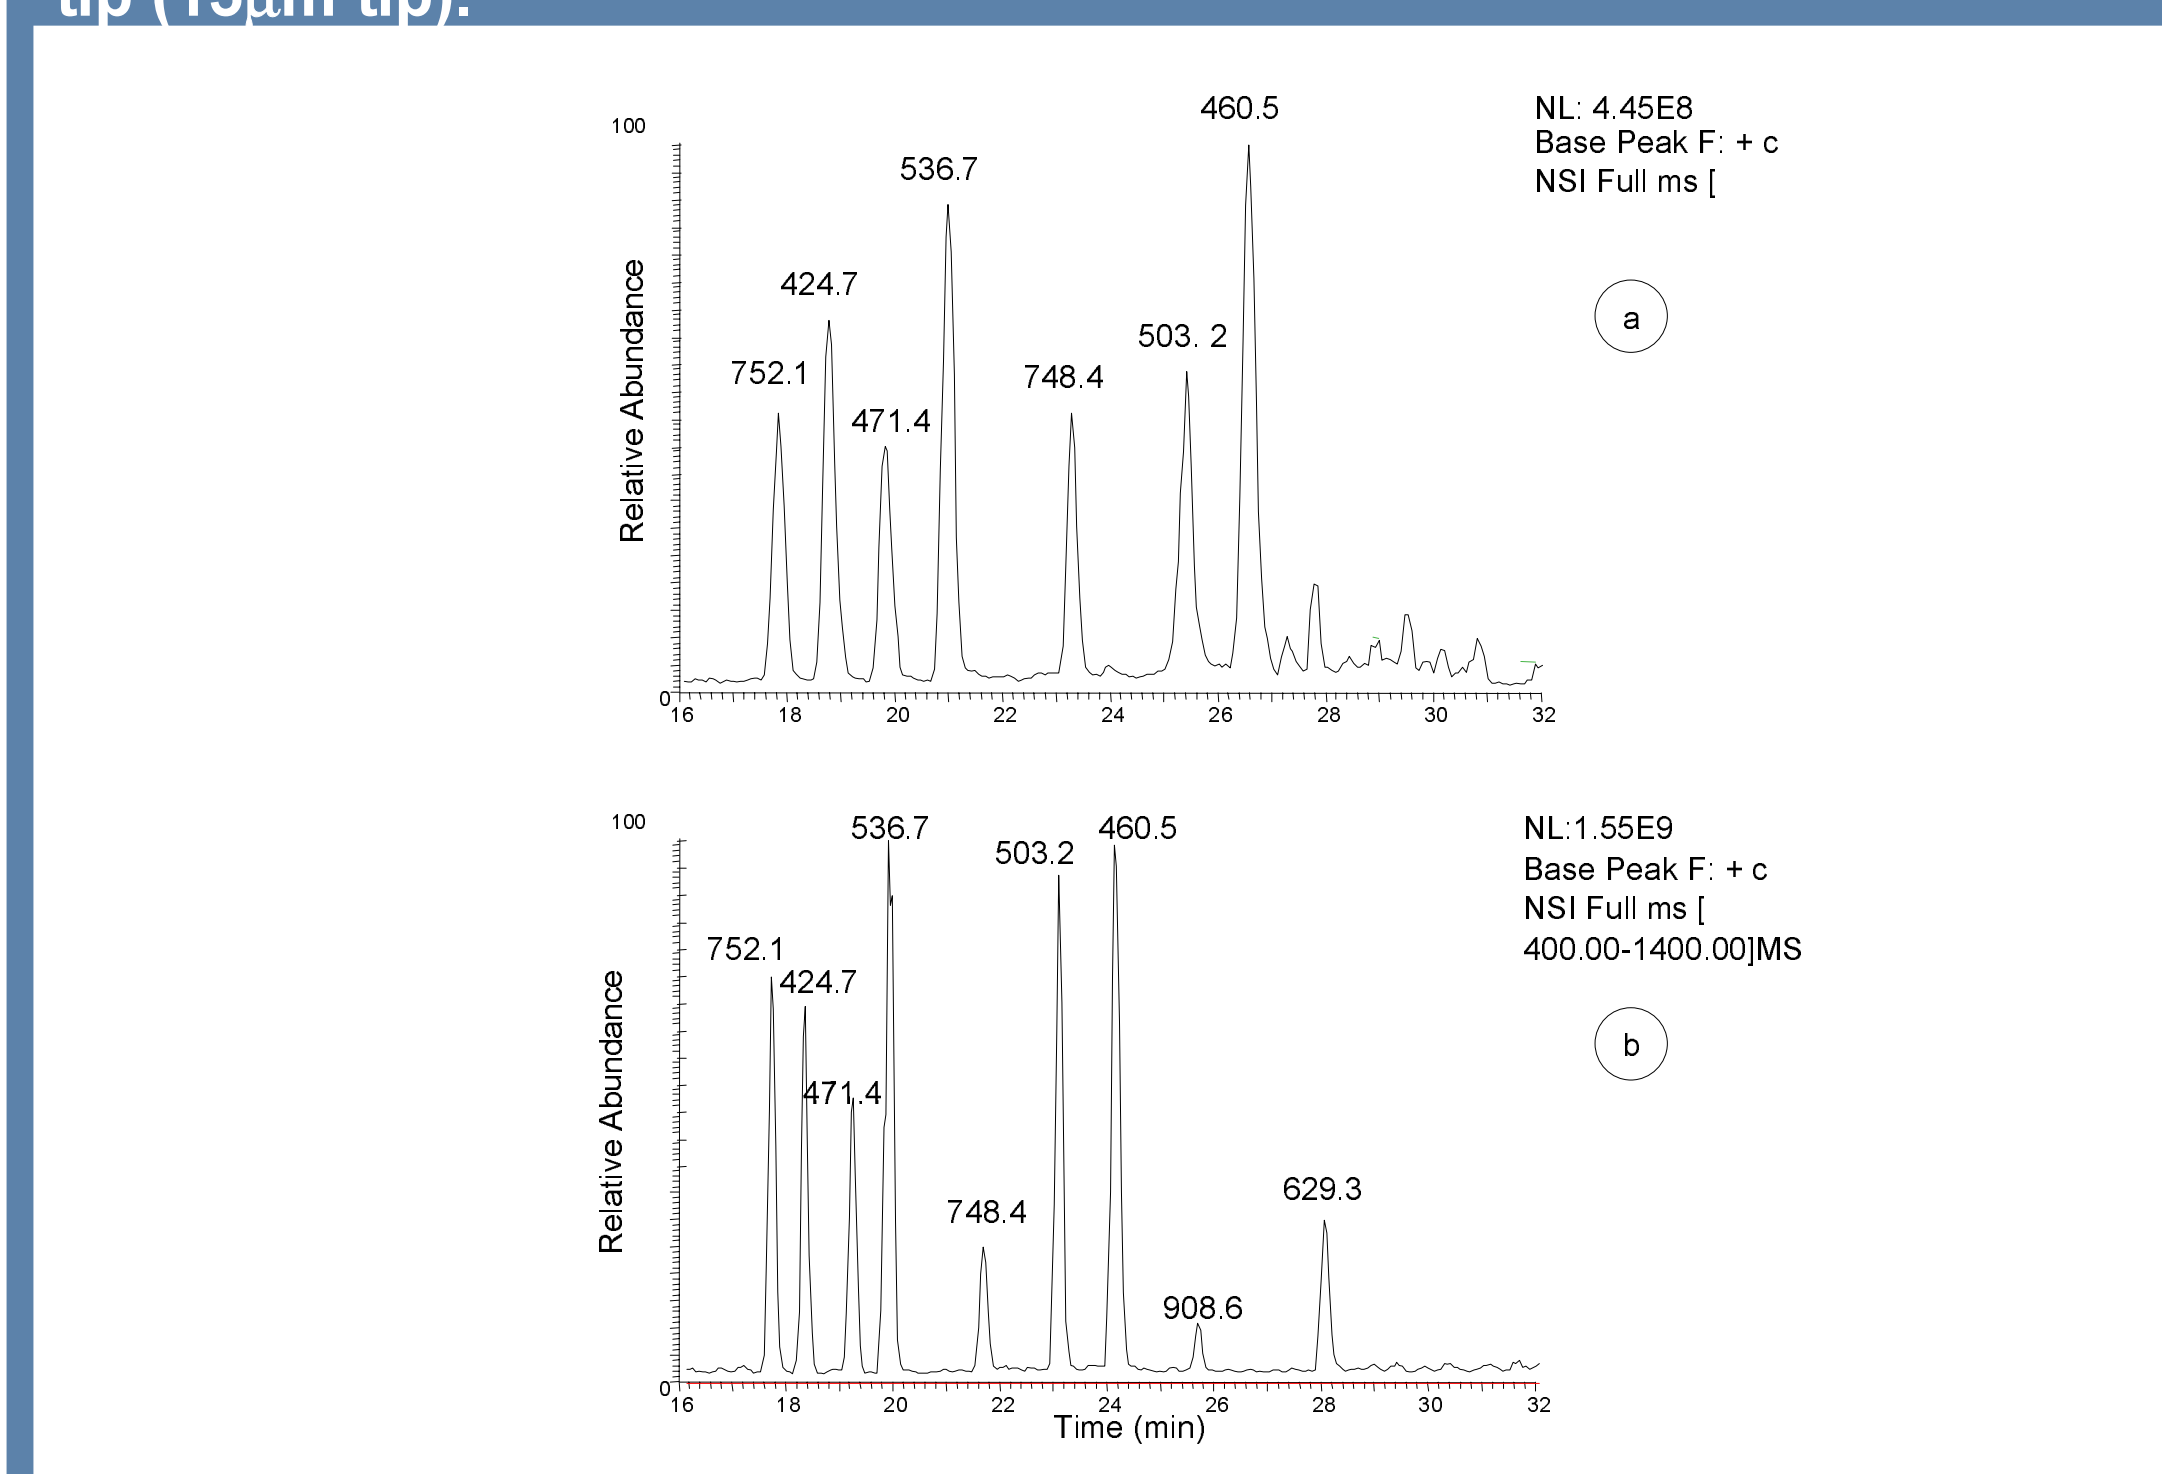 tip (15µm tip).
460.5
NL: 4.45E8
100
Base Peak F: + c
536.7
NSI Full ms [
424.7
a
503. 2
752.1
748.4
471.4
Relative Abundance
0
16 18 20 22 24 26 28 30 32
100
536.7
460.5
NL:1.55E9
503.2
Base Peak F: + c
NSI Full ms [
752.1
400.00-1400.00]MS
424.7
b
471.4
Relative Abundance
629.3
748.4
908.6
0
16 18 20 22 24 26 28 30 32
Time (min)